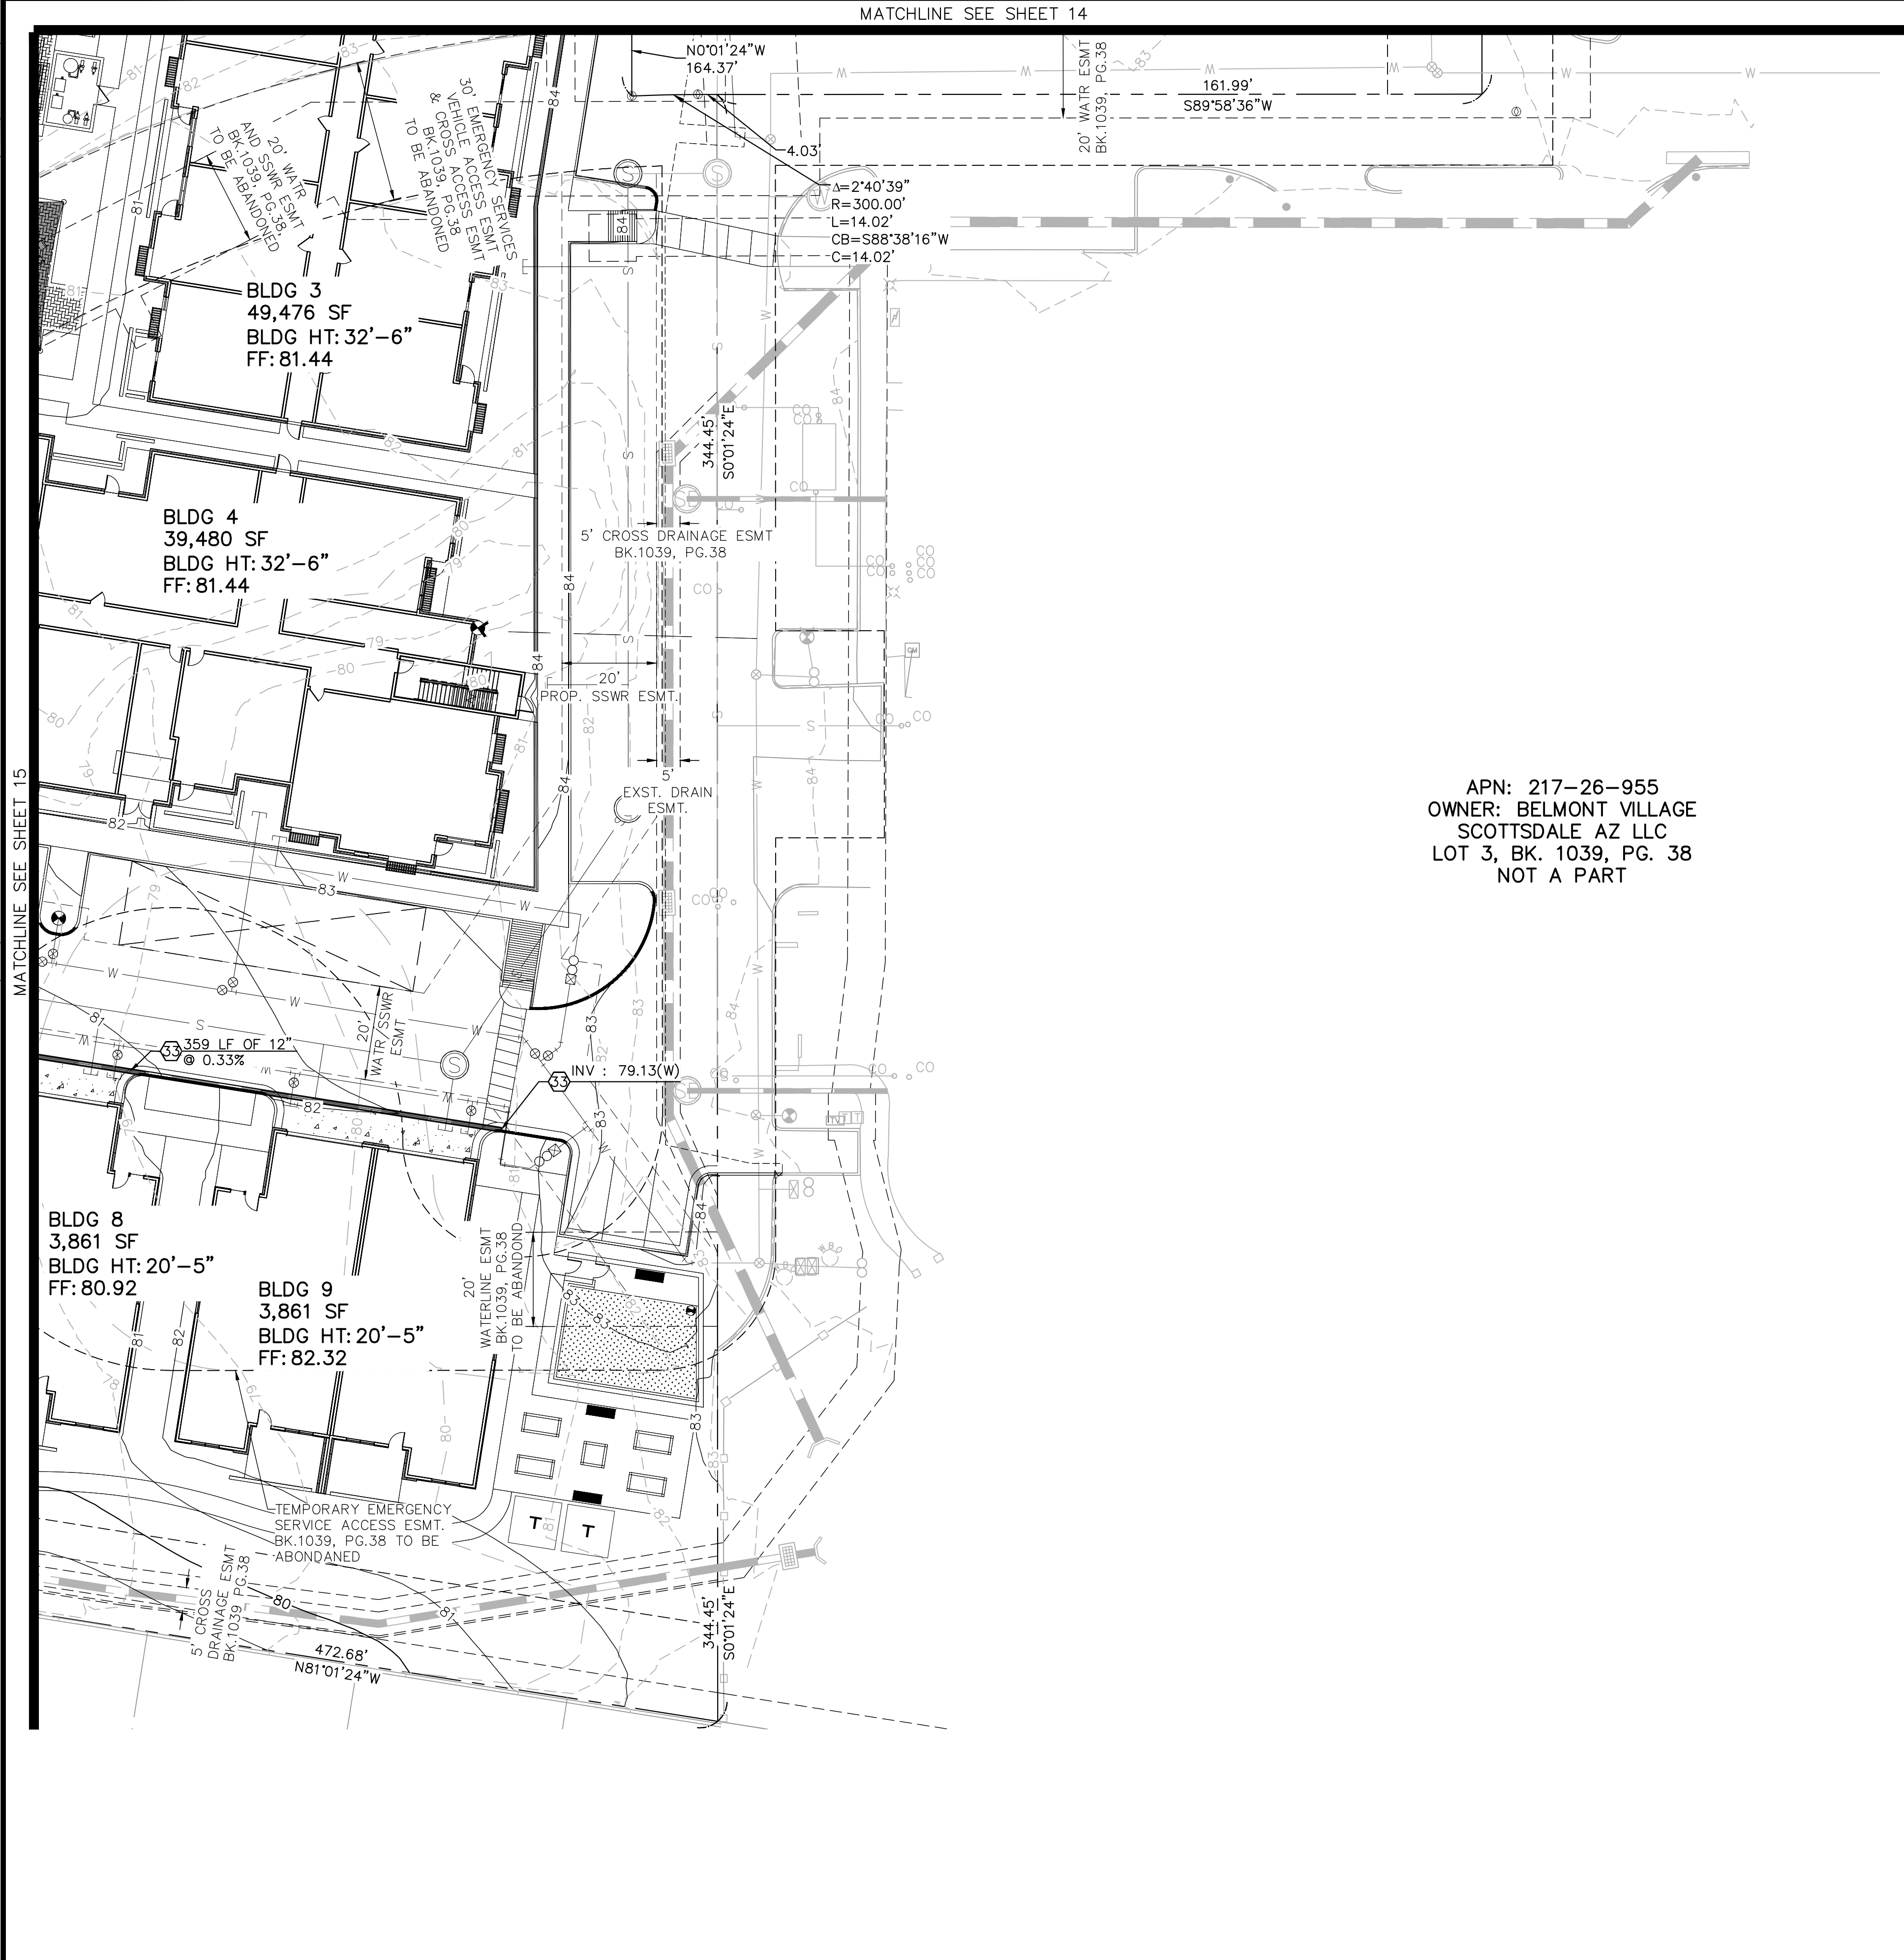 MATCHLINE SEE SHEET 14
MATCHLINE SEE SHEET 15
N0°01'24"W
164.37'
20' WATR ESMT
BK.1039, PG.38
161.99'
S89°58'36"W
4.03'
Δ=2°40'39"
R=300.00'
L=14.02'
CB=S88°38'16"W
C=14.02'
30' EMERGENCY SERVICES
VEHICLE ACCESS ESMT
& CROSS ACCESS ESMT
BK.1039, PG.38
TO BE ABANDONED
20' WATR
AND SSWR ESMT
BK.1039, PG.38,
TO BE ABANDONED
BLDG 3
49,476 SF
BLDG HT: 32'-6"
FF: 81.44
344.45'
S0°01'24"E
BLDG 4
39,480 SF
BLDG HT: 32'-6"
FF: 81.44
5' CROSS DRAINAGE ESMT
BK.1039, PG.38
20'
PROP. SSWR ESMT.
5'
EXST. DRAIN
ESMT.
APN: 217-26-955
OWNER: BELMONT VILLAGE
SCOTTSDALE AZ LLC
LOT 3, BK. 1039, PG. 38
NOT A PART
20'
WATR/SSWR
ESMT
33
359 LF OF 12"
@ 0.33%
33
INV : 79.13(W)
BLDG 8
3,861 SF
BLDG HT: 20'-5"
FF: 80.92
BLDG 9
3,861 SF
BLDG HT: 20'-5"
FF: 82.32
20'
WATERLINE ESMT
BK.1039, PG.38
TO BE ABANDOND
TEMPORARY EMERGENCY
SERVICE ACCESS ESMT.
BK.1039, PG.38 TO BE
ABONDANED
T
T
5' CROSS
DRAINAGE ESMT
BK.1039 PG.38
344.45'
S0°01'24"E
472.68'
N81°01'24"W